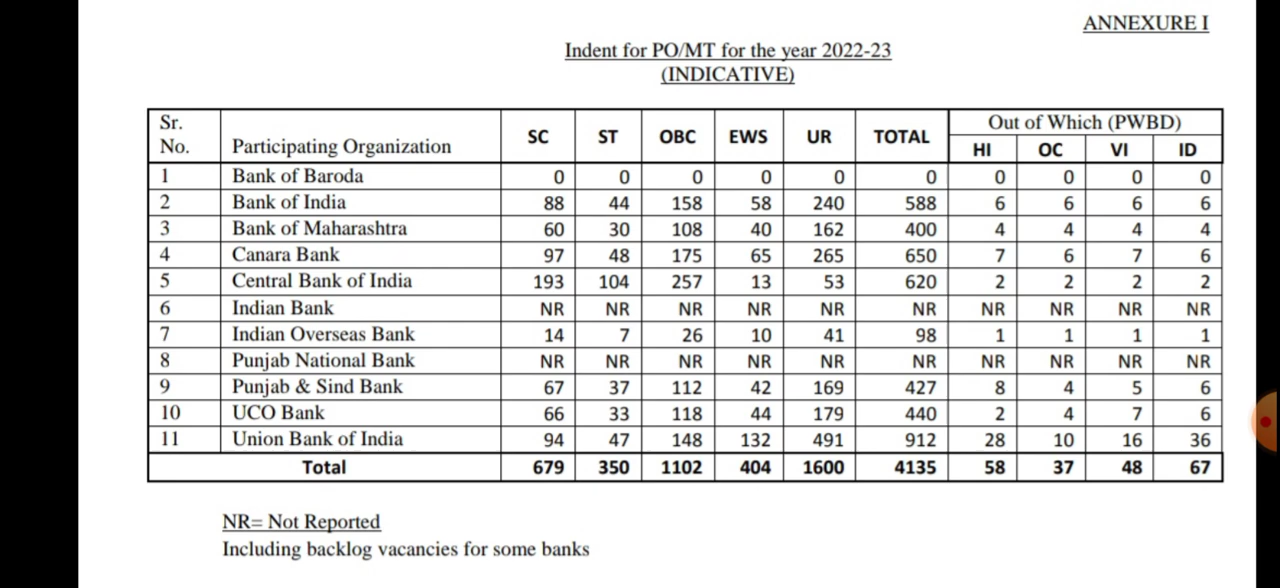 ANNEXURE I
Indent for PO/MT for the year 2022-23
(INDICATIVE)
Sr. No. Participating Organization SC ST OBC EWS UR TOTAL Out of Which (PWBD)
HI OC VI ID
1 Bank of Baroda 0 0 0 0 0 0 0 0 0 0
2 Bank of India 88 44 158 58 240 588 6 6 6 6
3 Bank of Maharashtra 60 30 108 40 162 400 4 4 4 4
4 Canara Bank 97 48 175 65 265 650 7 6 7 6
5 Central Bank of India 193 104 257 13 53 620 2 2 2 2
6 Indian Bank NR NR NR NR NR NR NR NR NR NR
7 Indian Overseas Bank 14 7 26 10 41 98 1 1 1 1
8 Punjab National Bank NR NR NR NR NR NR NR NR NR NR
9 Punjab & Sind Bank 67 37 112 42 169 427 8 4 5 6
10 UCO Bank 66 33 118 44 179 440 2 4 7 6
11 Union Bank of India 94 47 148 132 491 912 28 10 16 36
Total 679 350 1102 404 1600 4135 58 37 48 67
NR= Not Reported
Including backlog vacancies for some banks